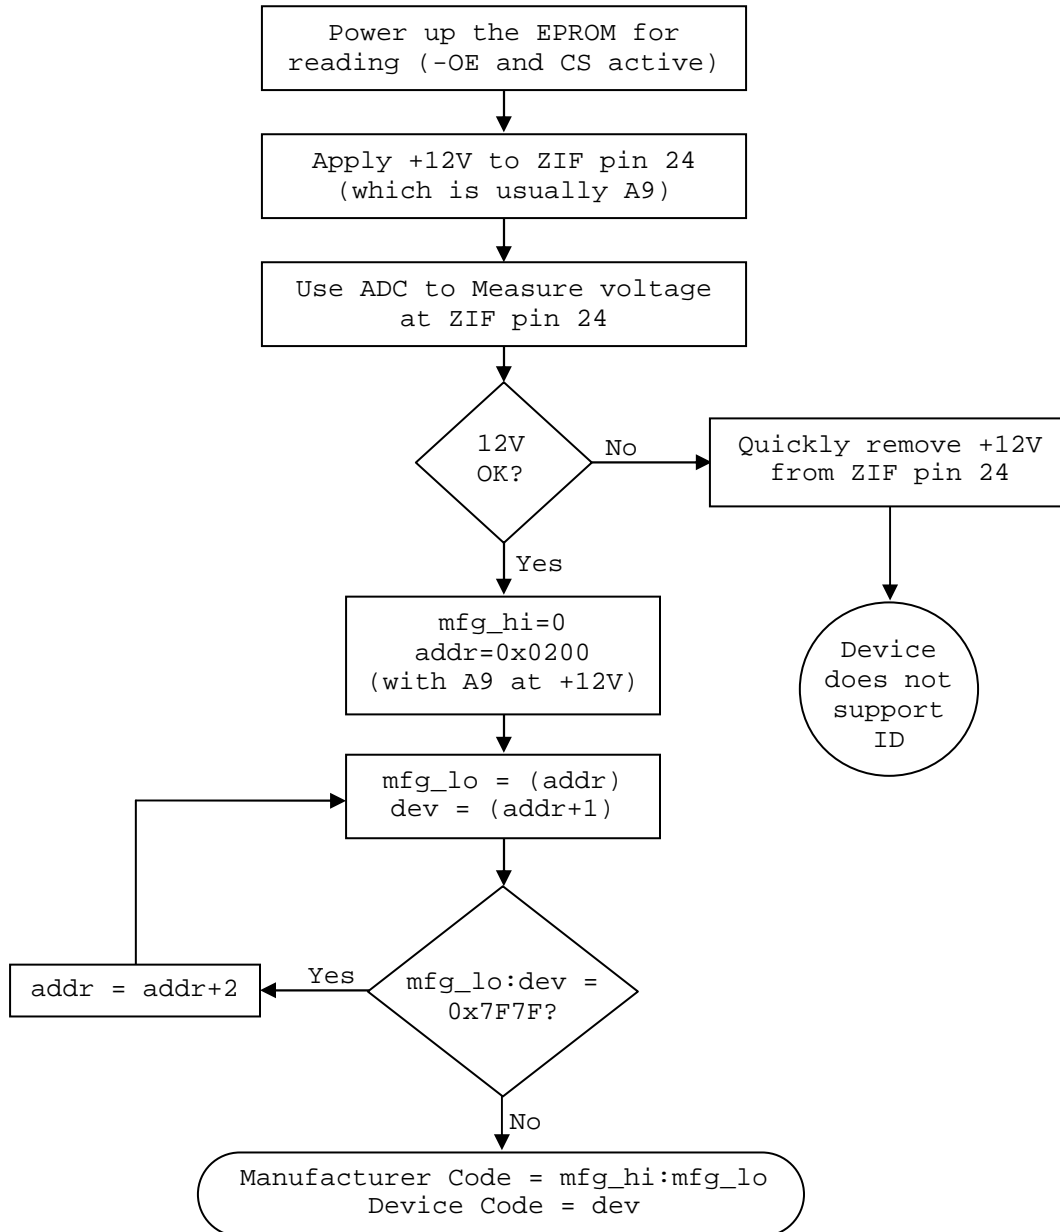 Power up the EPROM for
reading (-OE and CS active)
Apply +12V to ZIF pin 24
(which is usually A9)
Use ADC to Measure voltage
at ZIF pin 24
12V
OK?
No
Quickly remove +12V
from ZIF pin 24
Yes
mfg_hi=0
addr=0x0200
(with A9 at +12V)
Device
does not
support
ID
mfg_lo = (addr)
dev = (addr+1)
addr = addr+2
Yes
mfg_lo:dev =
0x7F7F?
No
Manufacturer Code = mfg_hi:mfg_lo
Device Code = dev